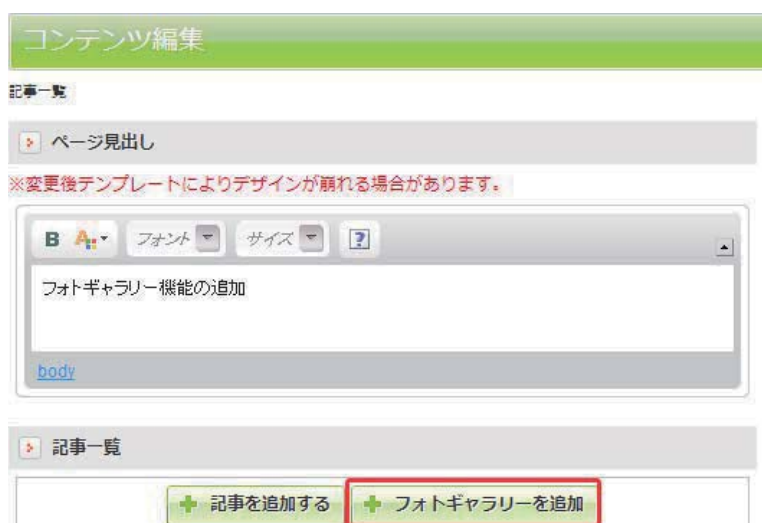 コンテンツ編集
記事一覧
ページ見出し
※変更後テンプレートによりデザインが崩れる場合があります。
B A フォント サイズ ?
フォトギャラリー機能の追加
body
記事一覧
記事を追加する フォトギャラリーを追加